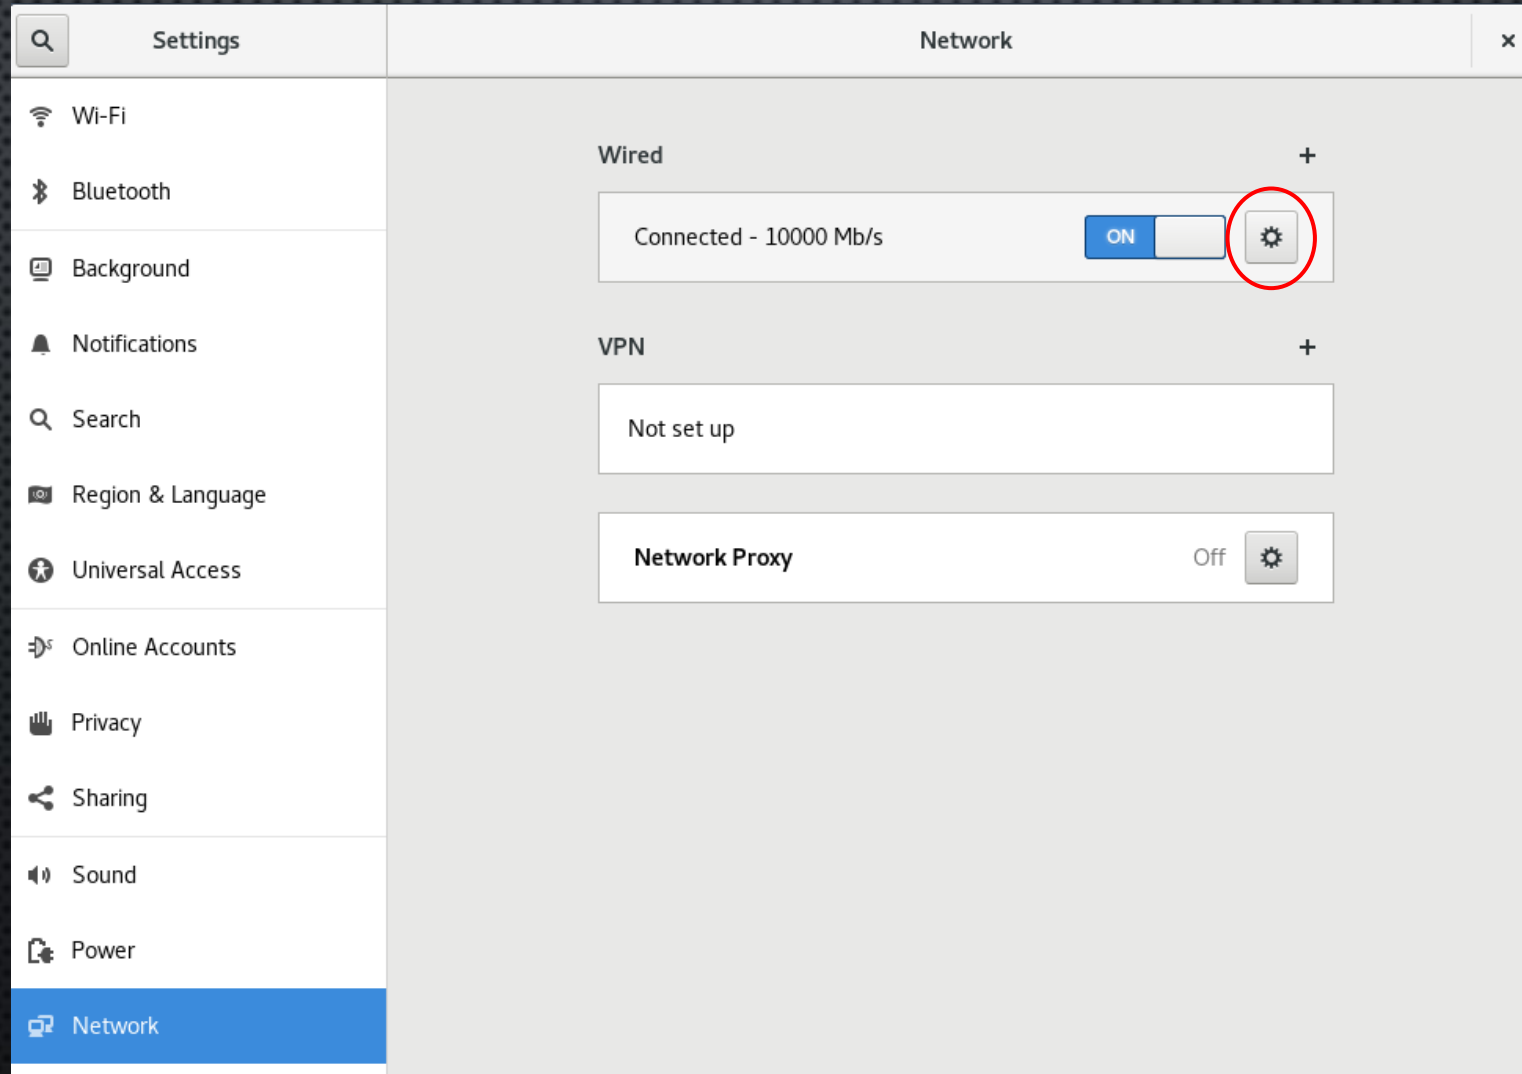 Settings
Network
Wi-Fi
Bluetooth
Background
Notifications
Search
Region & Language
Universal Access
Online Accounts
Privacy
Sharing
Sound
Power
Network
Wired
Connected - 10000 Mb/s
ON
VPN
Not set up
Network Proxy
Off